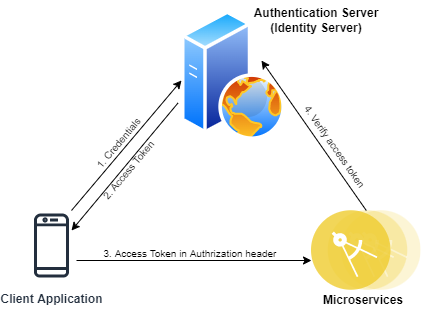 Authentication Server
(Identity Server)
1. Credentials
2. Access Token
4. Verify access token
3. Access Token in Authrization header
Client Application
Microservices